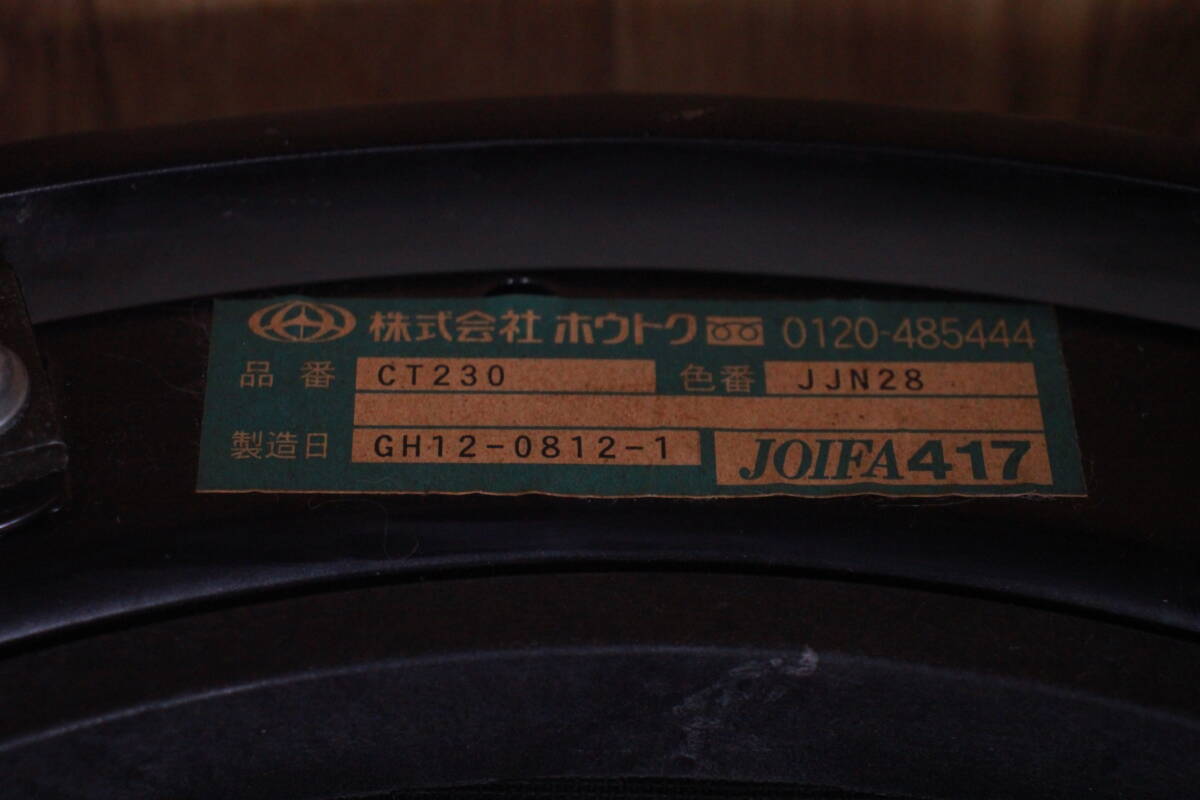 株式会社 ホウトク 0120-485444
品番 CT230 色番 JJN28
製造日 GH12-0812-1 JOIFA417